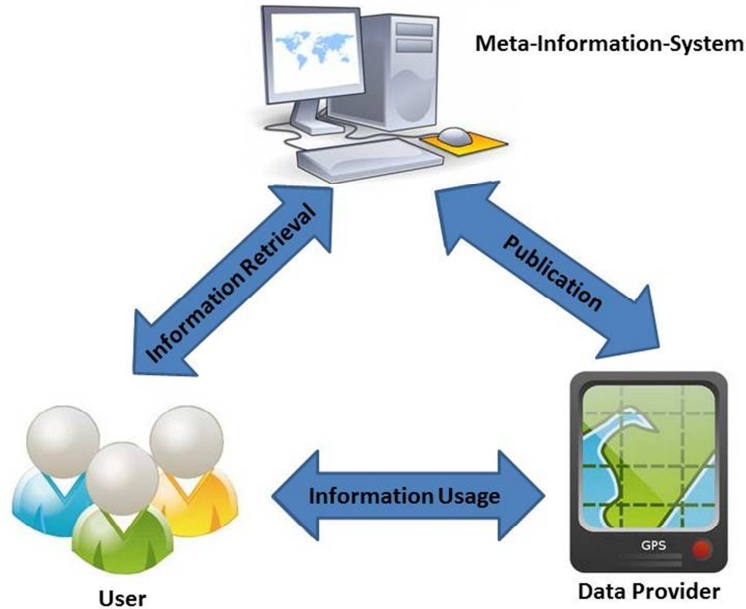 Meta-Information-System
Information Retrieval
Publication
Information Usage
GPS
User
Data Provider